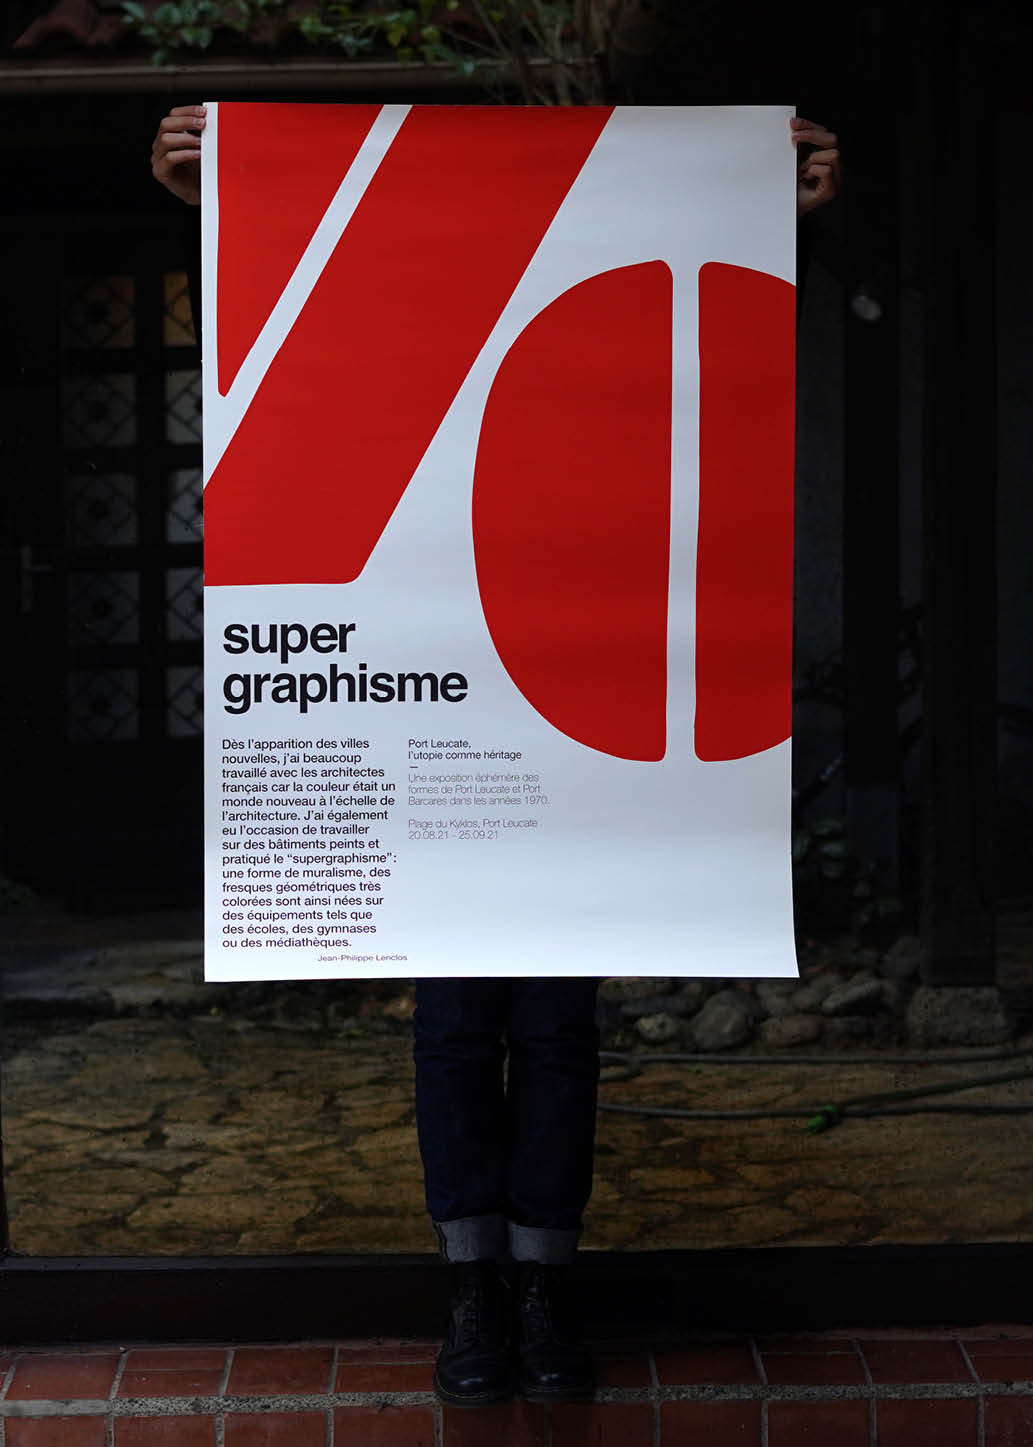 super
graphisme
Dès l'apparition des villes
nouvelles, j'ai beaucoup
travaillé avec les architectes
français car la couleur était un
monde nouveau à l'échelle de
l'architecture. J'ai également
eu l'occasion de travailler
sur des bâtiments peints et
pratiqué le “supergraphisme”:
une forme de muralisme, des
fresques géométriques très
colorées sont ainsi nées sur
des équipements tels que
des écoles, des gymnases
ou des médiathèques.
Jean-Philippe Lenclos
Port Leucate,
l'utopie comme héritage
—
Une exposition éphémère des
formes de Port Leucate et Port
Barcares dans les années 1970.
Plage du Kyklos, Port Leucate
20.08.21 - 25.09.21